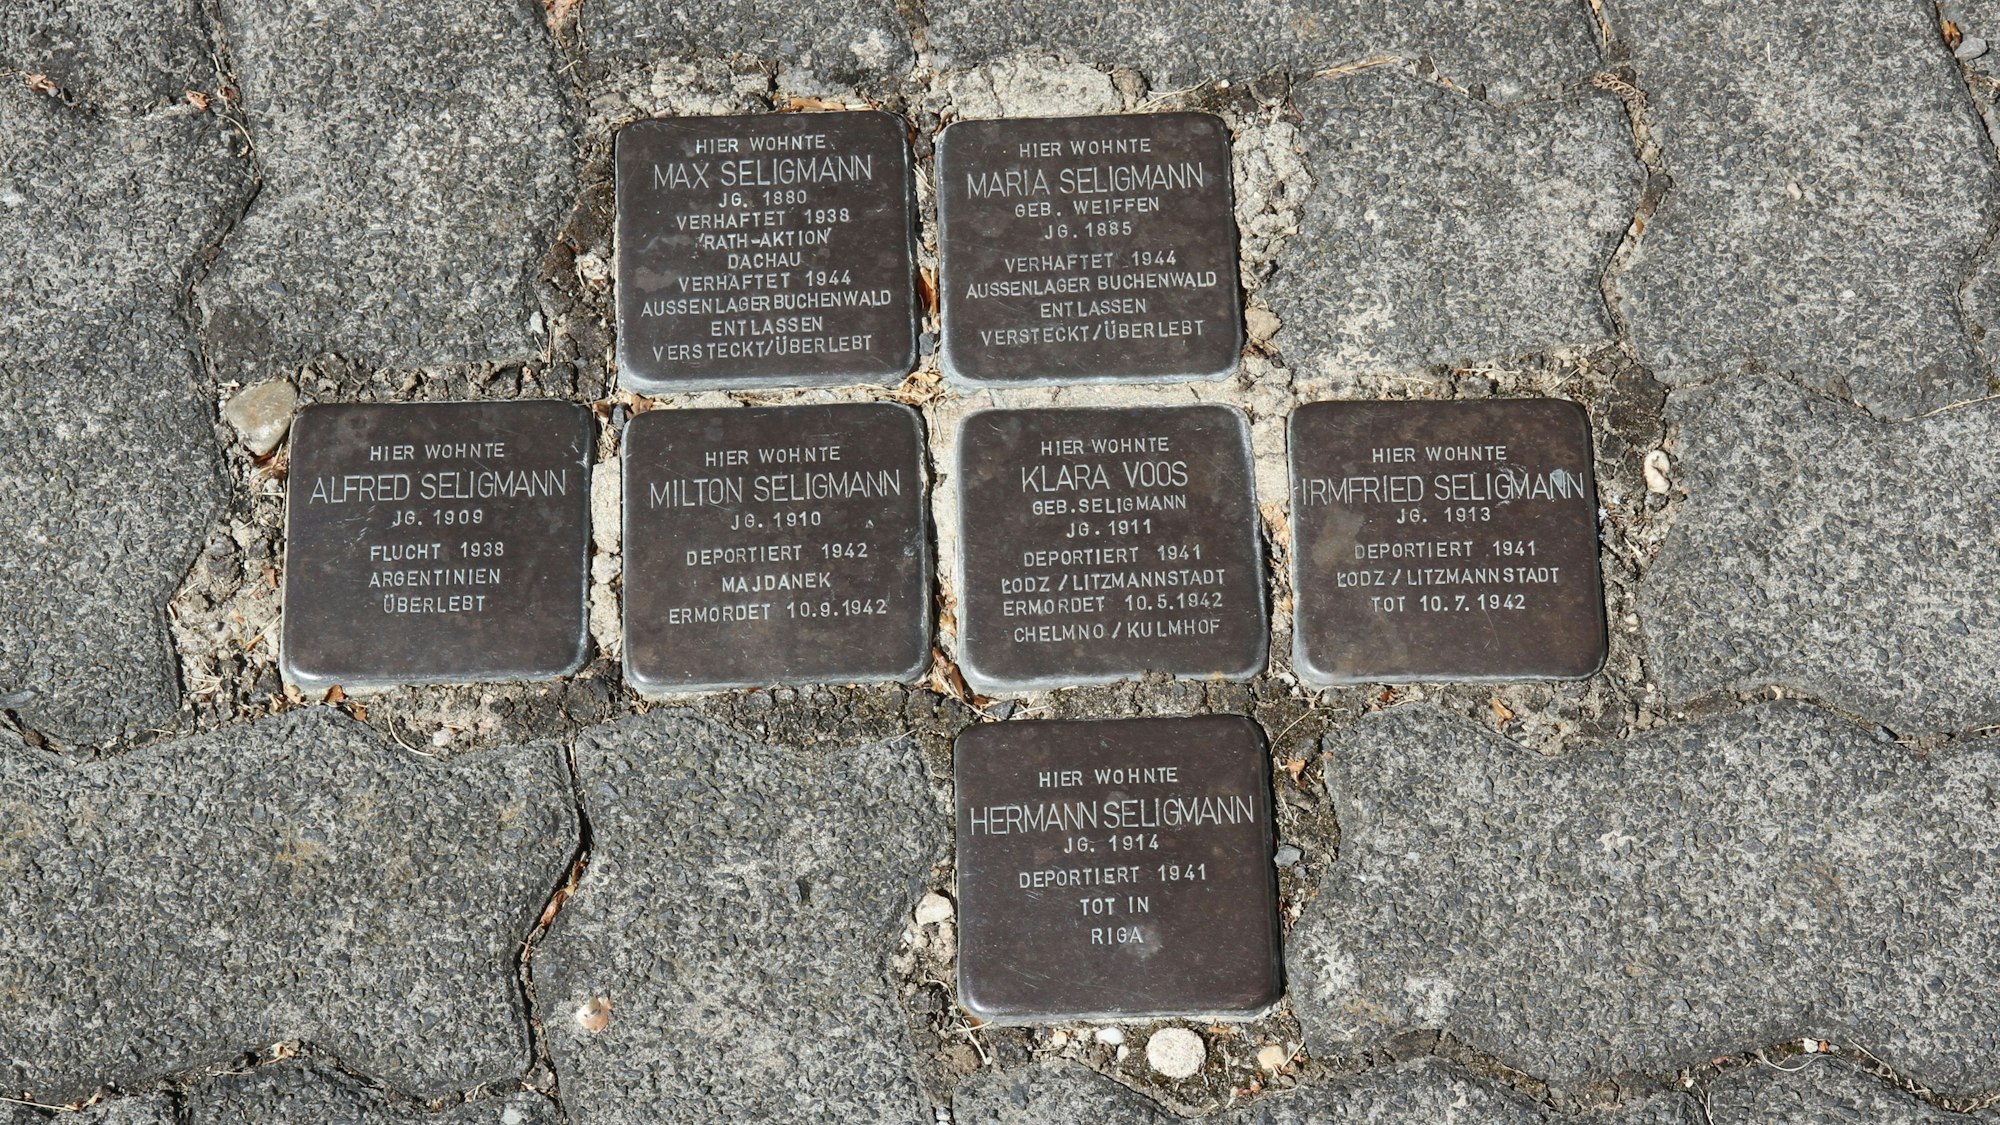 HIER WOHNTE
MAX SELIGMANN
JG. 1880
VERHAFTET 1938
'RATH-AKTION'
DACHAU
VERHAFTET 1944
AUSSENLAGER BUCHENWALD
ENTLASSEN
VERSTECKT/ÜBERLEBT
HIER WOHNTE
MARIA SELIGMANN
GEB. WEIFFEN
JG. 1885
VERHAFTET 1944
AUSSENLAGER BUCHENWALD
ENTLASSEN
VERSTECKT/ÜBERLEBT
HIER WOHNTE
ALFRED SELIGMANN
JG. 1909
FLUCHT 1938
ARGENTINIEN
ÜBERLEBT
HIER WOHNTE
MILTON SELIGMANN
JG. 1910
DEPORTIERT 1942
MAJDANEK
ERMORDET 10.9.1942
HIER WOHNTE
KLARA VOOS
GEB. SELIGMANN
JG. 1911
DEPORTIERT 1941
ŁODZ/LITZMANNSTADT
ERMORDET 10.5.1942
CHELMNO/KULMHOF
HIER WOHNTE
IRMFRIED SELIGMANN
JG. 1913
DEPORTIERT 1941
ŁODZ/LITZMANNSTADT
TOT 10.7.1942
HIER WOHNTE
HERMANN SELIGMANN
JG. 1914
DEPORTIERT 1941
TOT IN
RIGA